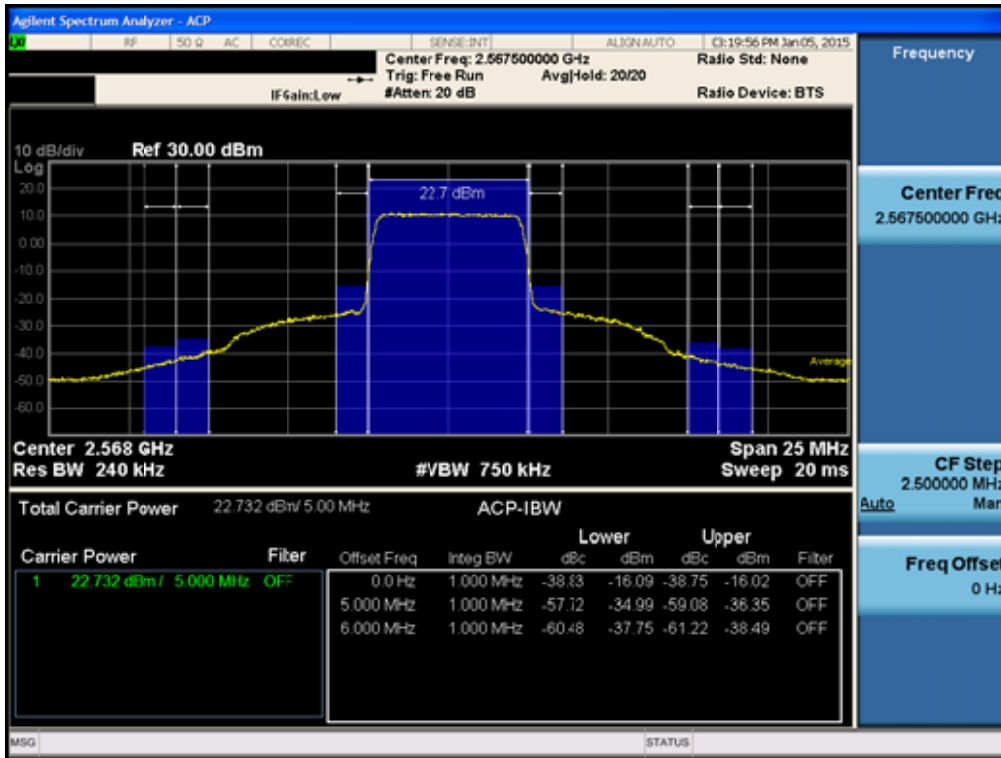 Agilent Spectrum Analyzer - ACP
LXI RF 50 Ω AC CORREC SENSE:INT ALIGN AUTO 03:19:56 PM Jan 05, 2015
Center Freq: 2.567500000 GHz Radio Std: None
Trig: Free Run Avg|Hold: 20/20
IFGain:Low #Atten: 20 dB Radio Device: BTS
Frequency
10 dB/div Ref 30.00 dBm
Log
20.0
22.7 dBm
10.0
0.00
-10.0
-20.0
-30.0
-40.0
Average
-50.0
-60.0
Center 2.568 GHz Span 25 MHz
Res BW 240 kHz #VBW 750 kHz Sweep 20 ms
Center Freq
2.567500000 GHz
CF Step
2.500000 MHz
Auto Man
Freq Offset
0 Hz
Total Carrier Power 22.732 dBm/ 5.00 MHz ACP-IBW
Lower Upper
Carrier Power Filter Offset Freq Integ BW dBc dBm dBc dBm Filter
1 22.732 dBm / 5.000 MHz OFF 0.0 Hz 1.000 MHz -38.83 -16.09 -38.75 -16.02 OFF
5.000 MHz 1.000 MHz -57.72 -34.99 -59.08 -36.35 OFF
6.000 MHz 1.000 MHz -60.48 -37.75 -61.22 -38.49 OFF
MSG STATUS